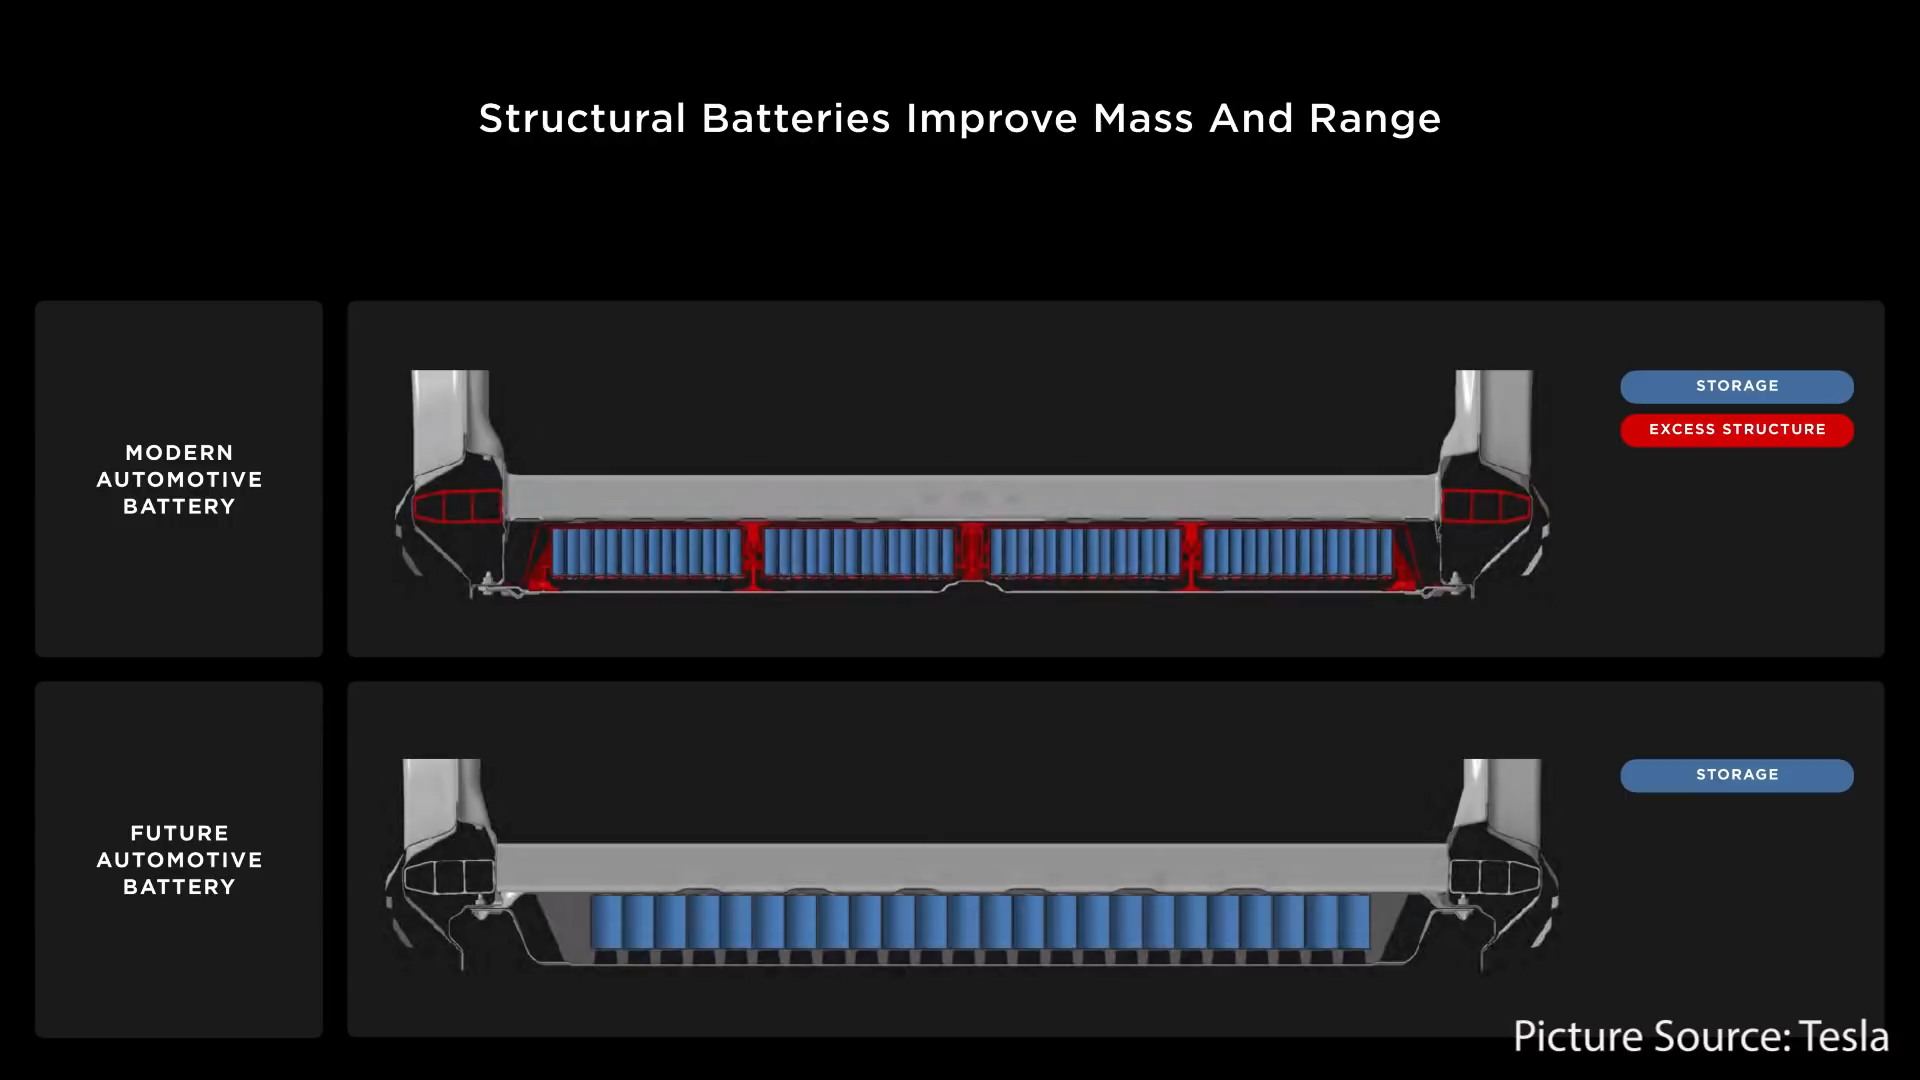 Structural Batteries Improve Mass And Range
MODERN
AUTOMOTIVE
BATTERY
STORAGE
EXCESS STRUCTURE
FUTURE
AUTOMOTIVE
BATTERY
STORAGE
Picture Source: Tesla